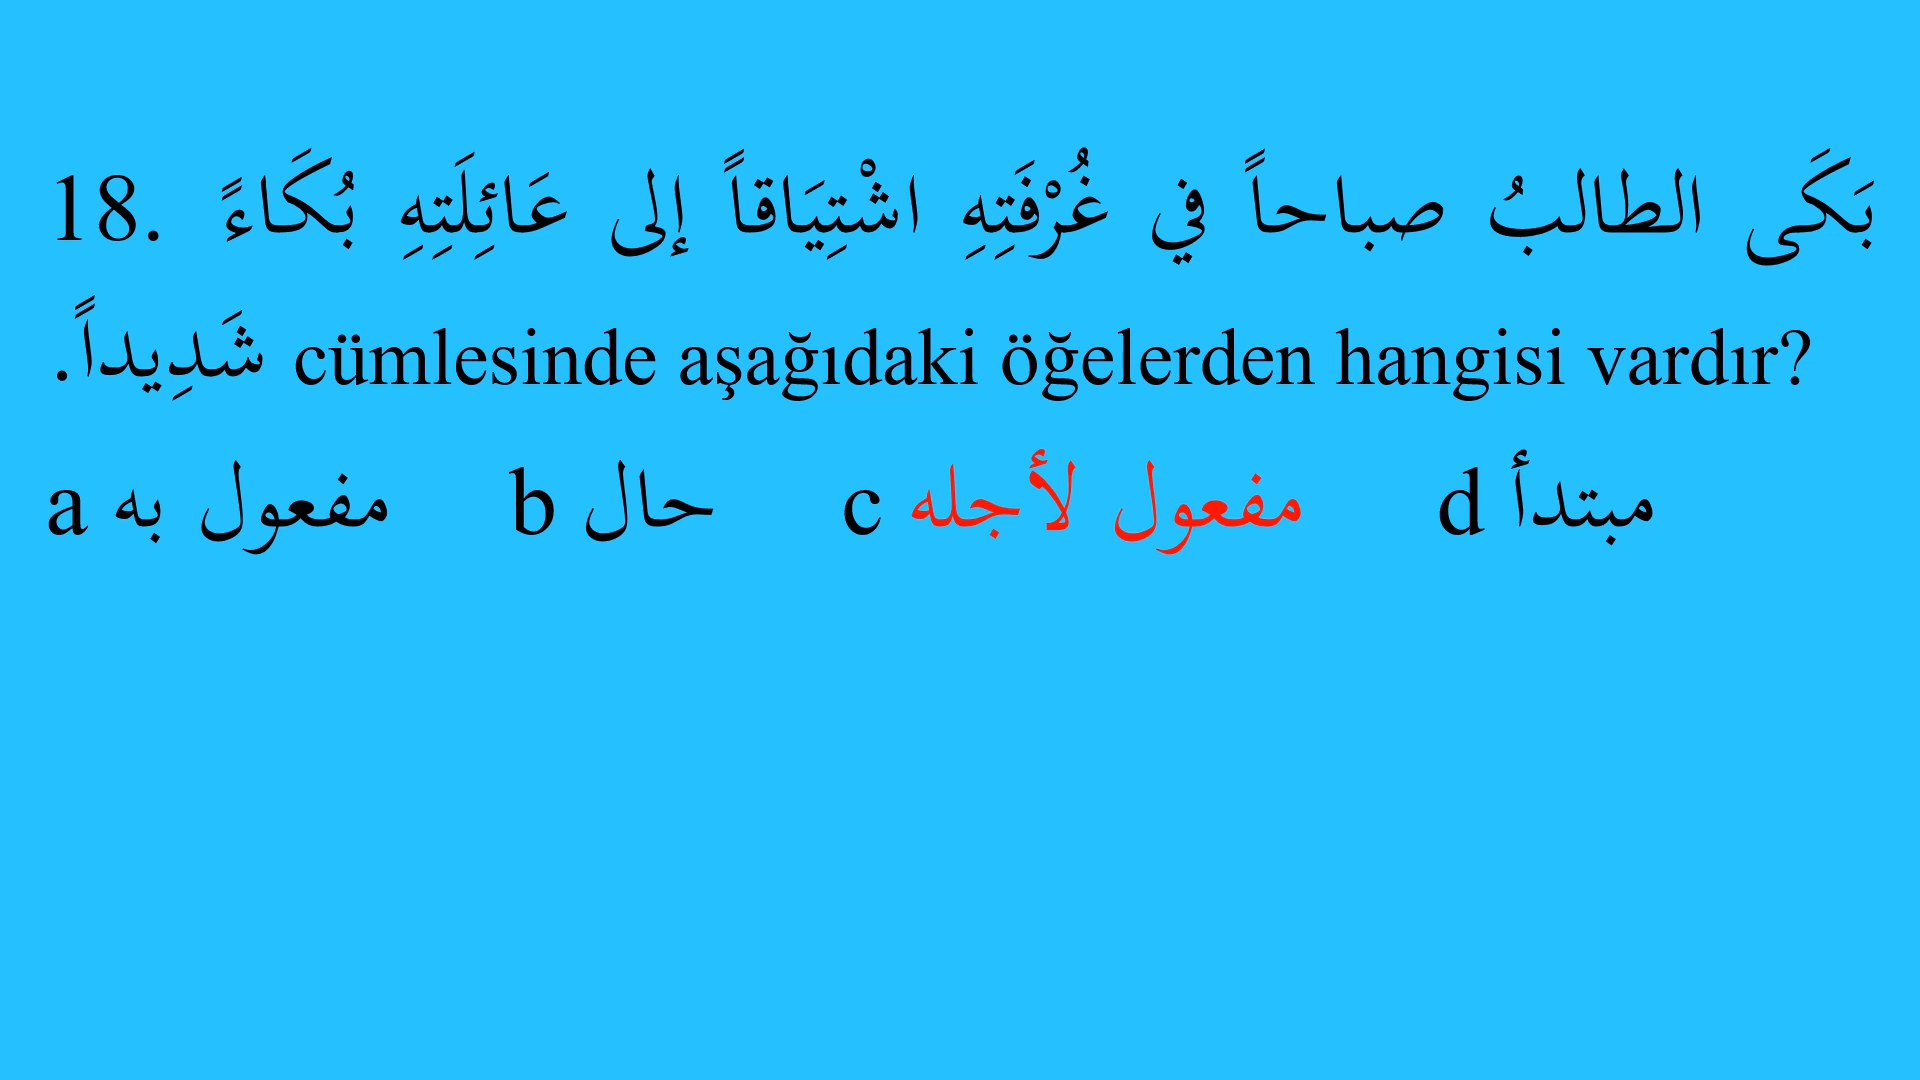 18. بَكَى الطالبُ صباحاً في غُرْفَتِهِ اشْتِيَاقاً إلى عَائِلَتِهِ بُكَاءً
شَدِيداً. cümlesinde aşağıdaki öğelerden hangisi vardır?
a مفعول به b حال c مفعول لأجله d مبتدأ